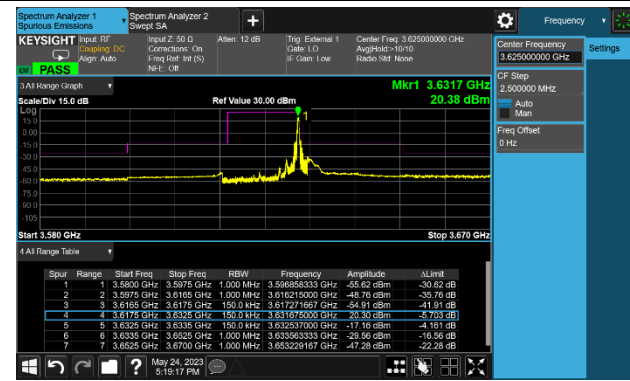 Spectrum Analyzer 1
Spurious Emissions
Spectrum Analyzer 2
Swept SA
+
Frequency
KEYSIGHT
Input: RF
Coupling: DC
Align: Auto
Input Z: 50 Ω
Corrections: On
Freq Ref: Int (S)
NFE: Off
Atten: 12 dB
Trig: External 1
Gate: LO
IF Gain: Low
Center Freq: 3.625000000 GHz
Avg|Hold:>10/10
Radio Std: None
PASS
Center Frequency
3.625000000 GHz
Settings
CF Step
2.500000 MHz
Auto
Man
Freq Offset
0 Hz
3 All Range Graph
Mkr1 3.6317 GHz
Scale/Div 15.0 dB
Ref Value 30.00 dBm
20.38 dBm
Log
1
15.0
0.00
-15.0
-30.0
-45.0
-60.0
-75.0
-90.0
-105
Start 3.580 GHz
Stop 3.670 GHz
4 All Range Table
Spur Range Start Freq Stop Freq RBW Frequency Amplitude ΔLimit
1 1 3.5800 GHz 3.5975 GHz 1.000 MHz 3.596858333 GHz -55.62 dBm -30.62 dB
2 2 3.5975 GHz 3.6165 GHz 1.000 MHz 3.616215000 GHz -48.76 dBm -35.76 dB
3 3 3.6165 GHz 3.6175 GHz 150.0 kHz 3.617271667 GHz -54.91 dBm -41.91 dB
4 4 3.6175 GHz 3.6325 GHz 150.0 kHz 3.631675000 GHz 20.30 dBm -5.703 dB
5 5 3.6325 GHz 3.6335 GHz 150.0 kHz 3.632537000 GHz -17.16 dBm -4.161 dB
6 6 3.6335 GHz 3.6525 GHz 1.000 MHz 3.633563333 GHz -29.56 dBm -16.56 dB
7 7 3.6525 GHz 3.6700 GHz 1.000 MHz 3.653229167 GHz -47.28 dBm -22.28 dB
?
May 24, 2023
5:19:17 PM